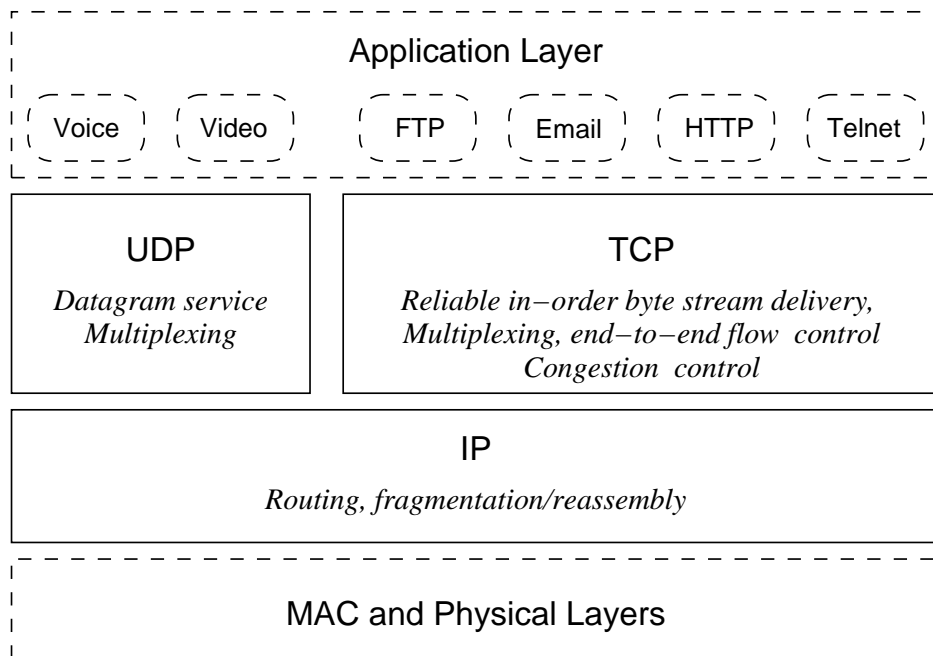 Application Layer
Voice Video FTP Email HTTP Telnet
UDP
Datagram service
Multiplexing
TCP
Reliable in−order byte stream delivery,
Multiplexing, end−to−end flow control
Congestion control
IP
Routing, fragmentation/reassembly
MAC and Physical Layers